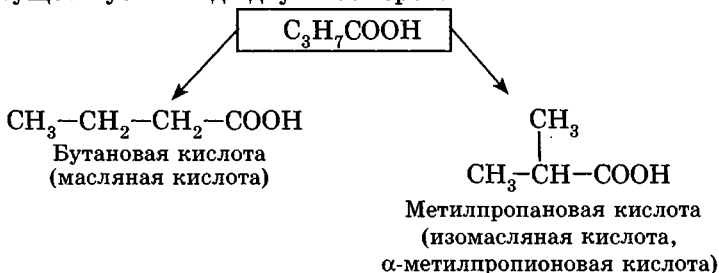 C₃H₇COOH
CH₃—CH₂—CH₂—COOH
Бутановая кислота
(масляная кислота)
CH₃
CH₃—CH—COOH
Метилпропановая кислота
(изомасляная кислота,
α-метилпропионовая кислота)